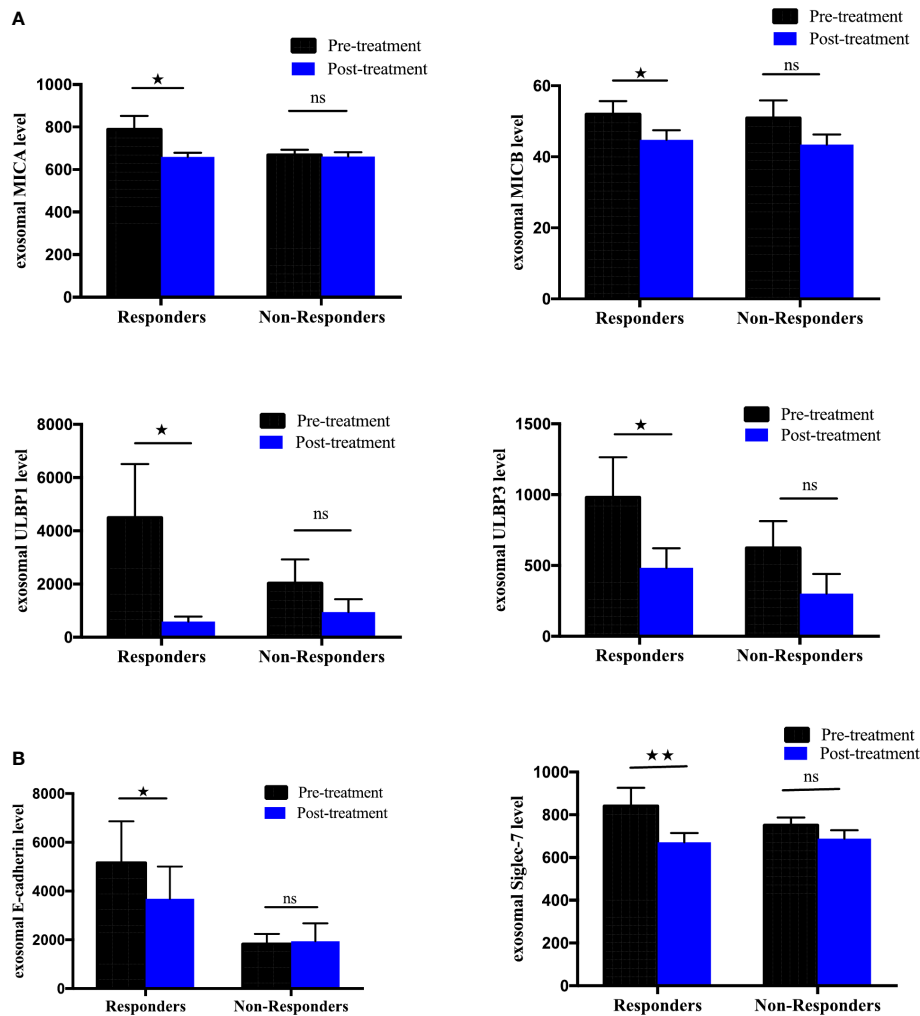 A
Pre-treatment
Post-treatment
exosomal MICA level
1000
800
600
400
200
0
★
ns
Responders
Non-Responders
Pre-treatment
Post-treatment
exosomal MICB level
60
40
20
0
★
ns
Responders
Non-Responders
Pre-treatment
Post-treatment
exosomal ULBP1 level
8000
6000
4000
2000
0
★
ns
Responders
Non-Responders
Pre-treatment
Post-treatment
exosomal ULBP3 level
1500
1000
500
0
★
ns
Responders
Non-Responders
B
Pre-treatment
Post-treatment
exosomal E-cadherin level
8000
6000
4000
2000
0
★
ns
Responders
Non-Responders
Pre-treatment
Post-treatment
exosomal Siglec-7 level
1000
800
600
400
200
0
★★
ns
Responders
Non-Responders